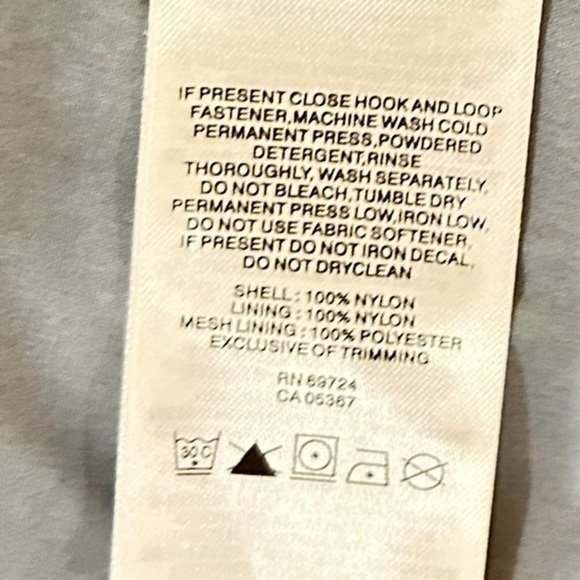 IF PRESENT CLOSE HOOK AND LOOP
FASTENER,MACHINE WASH COLD
PERMANENT PRESS,POWDERED
DETERGENT,RINSE
THOROUGHLY, WASH SEPARATELY,
DO NOT BLEACH,TUMBLE DRY
PERMANENT PRESS LOW,IRON LOW,
DO NOT USE FABRIC SOFTENER,
IF PRESENT DO NOT IRON DECAL,
DO NOT DRYCLEAN
SHELL : 100% NYLON
LINING : 100% NYLON
MESH LINING : 100% POLYESTER
EXCLUSIVE OF TRIMMING
RN 69724
CA 05367
30 C